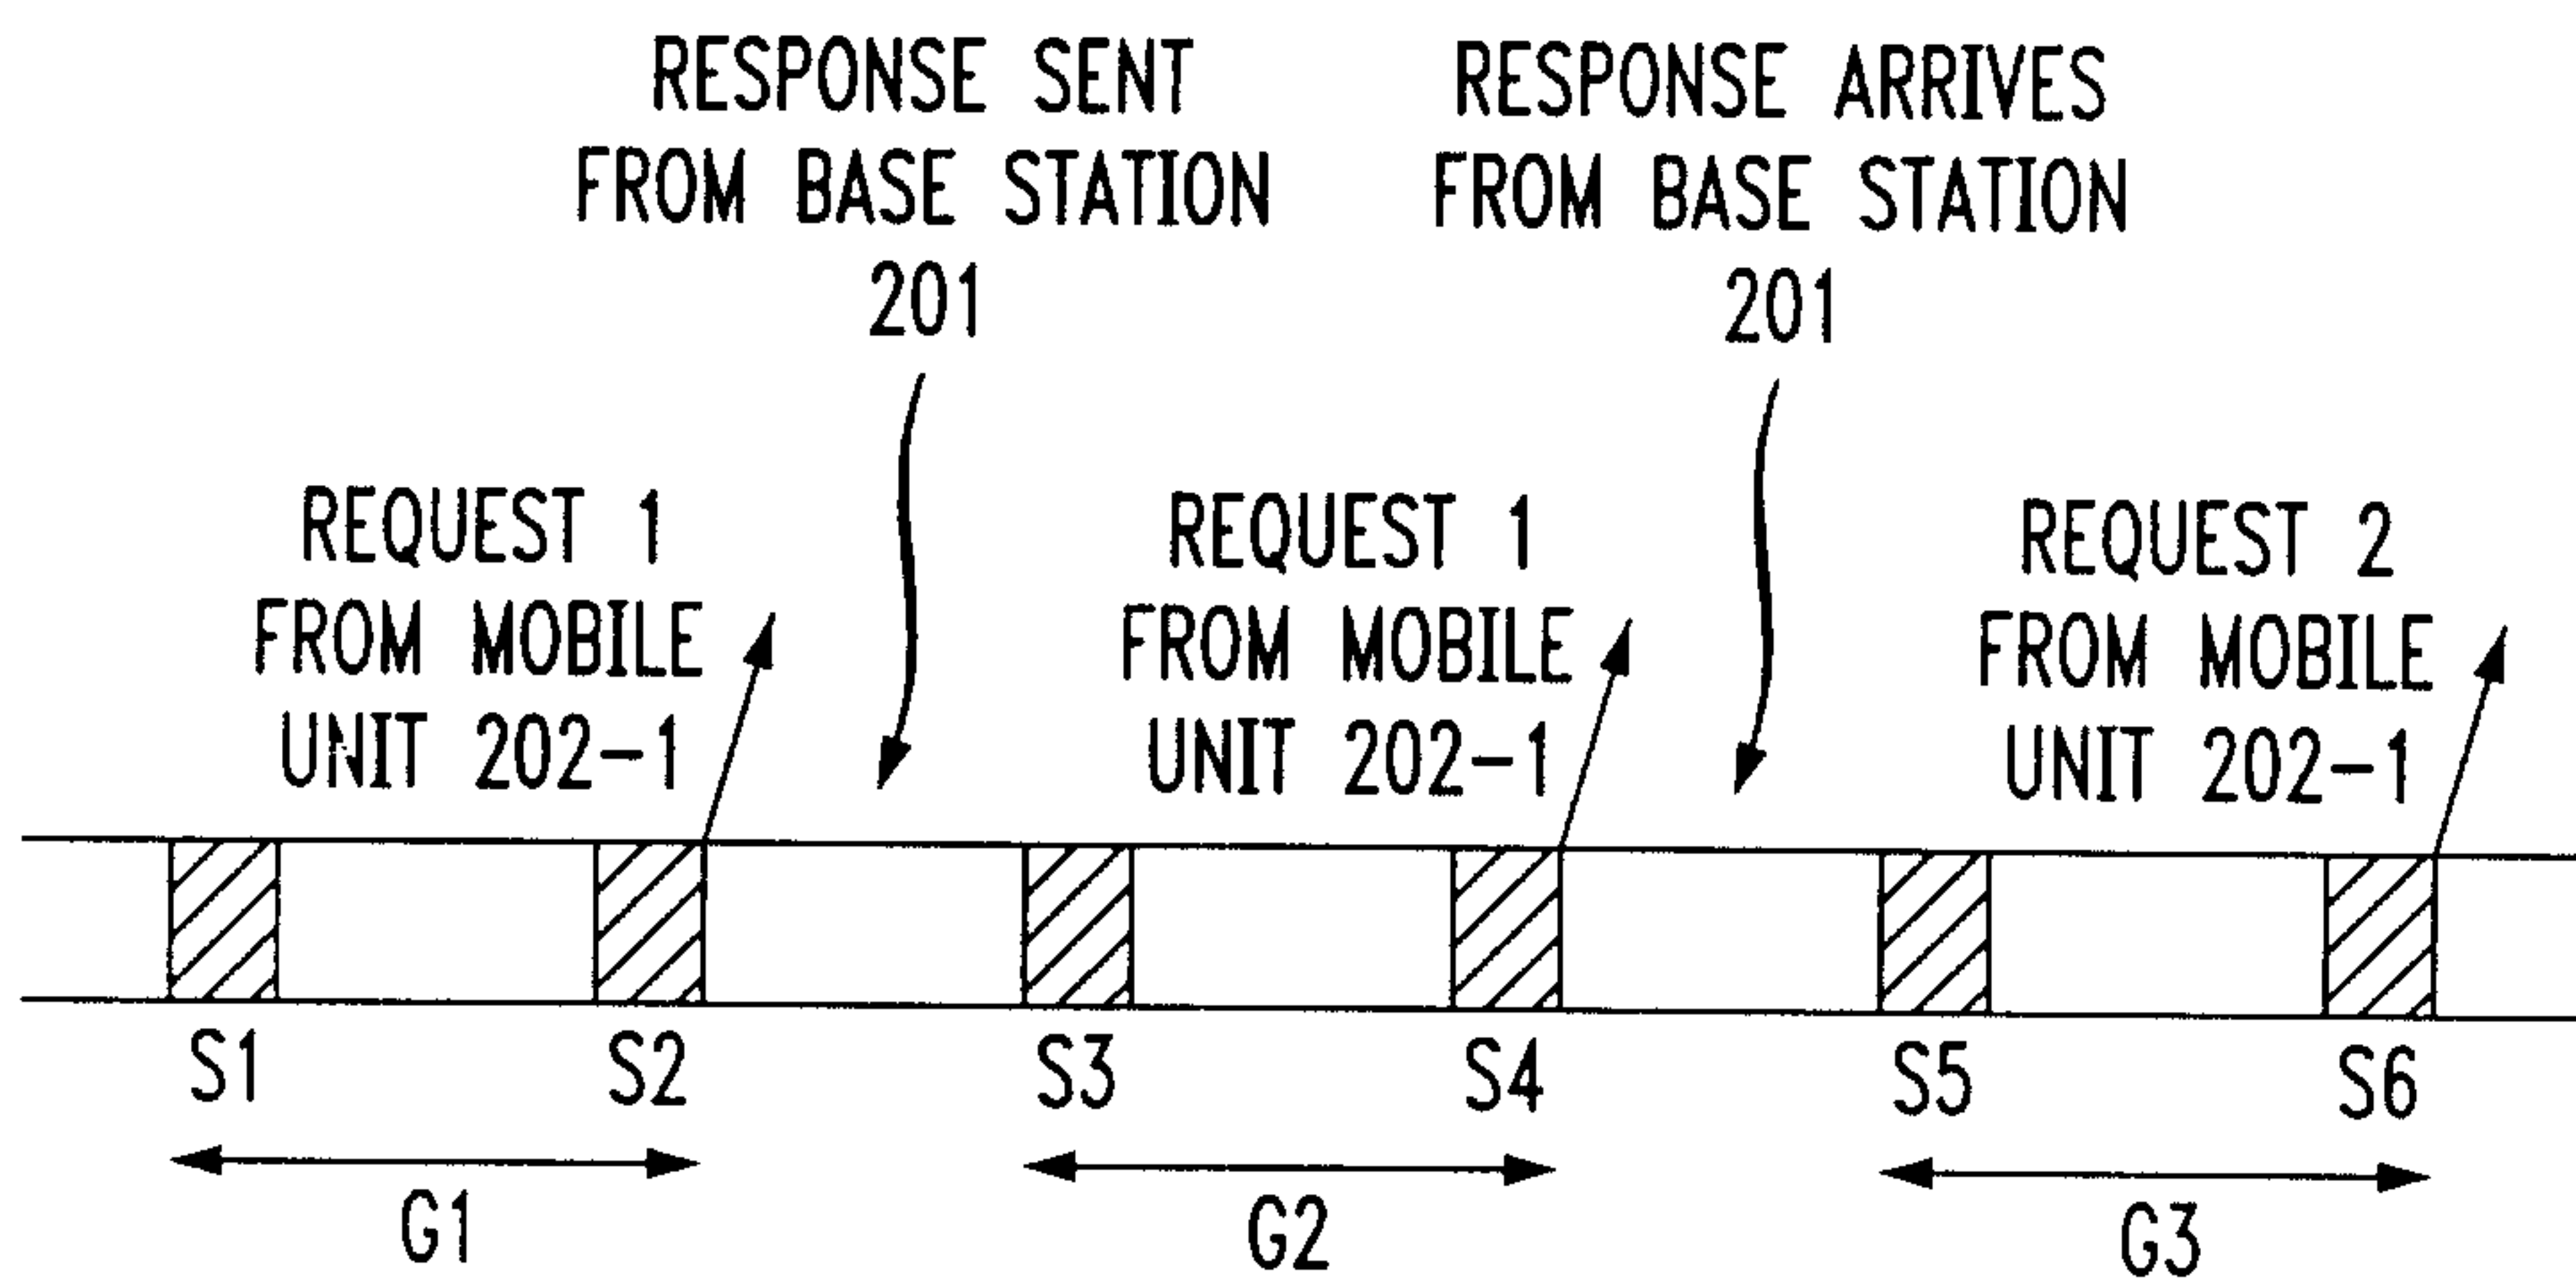 RESPONSE SENT
FROM BASE STATION
201
RESPONSE ARRIVES
FROM BASE STATION
201
REQUEST 1
FROM MOBILE
UNIT 202-1
REQUEST 1
FROM MOBILE
UNIT 202-1
REQUEST 2
FROM MOBILE
UNIT 202-1
S1 S2 S3 S4 S5 S6
G1 G2 G3